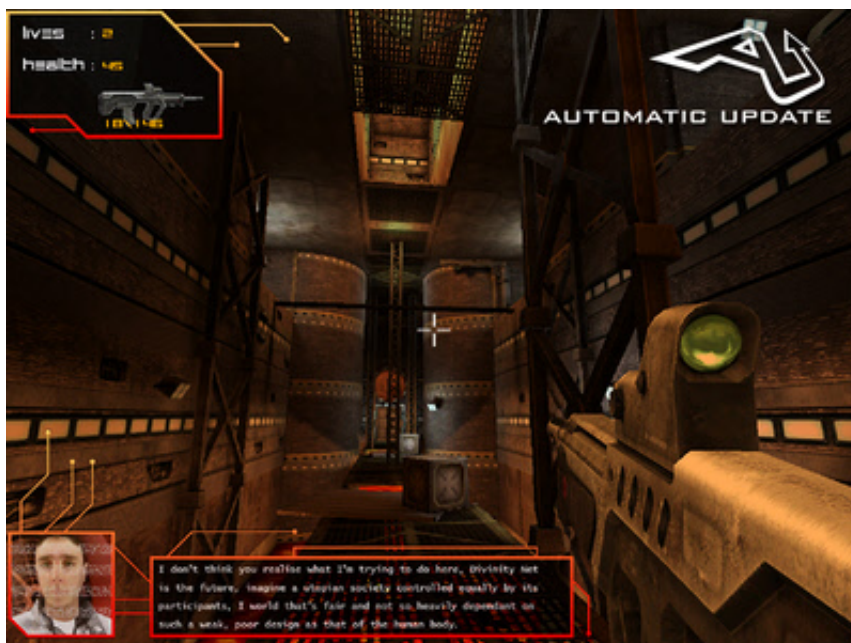 lives : 2
health : 46
AUTOMATIC UPDATE
I don't think you realise what I'm trying to do here, Divinity Net
is the future, imagine a utopian society controlled equally by its
participants, I world that's fair and not so heavily dependant on
such a weak, poor design as that of the human body.